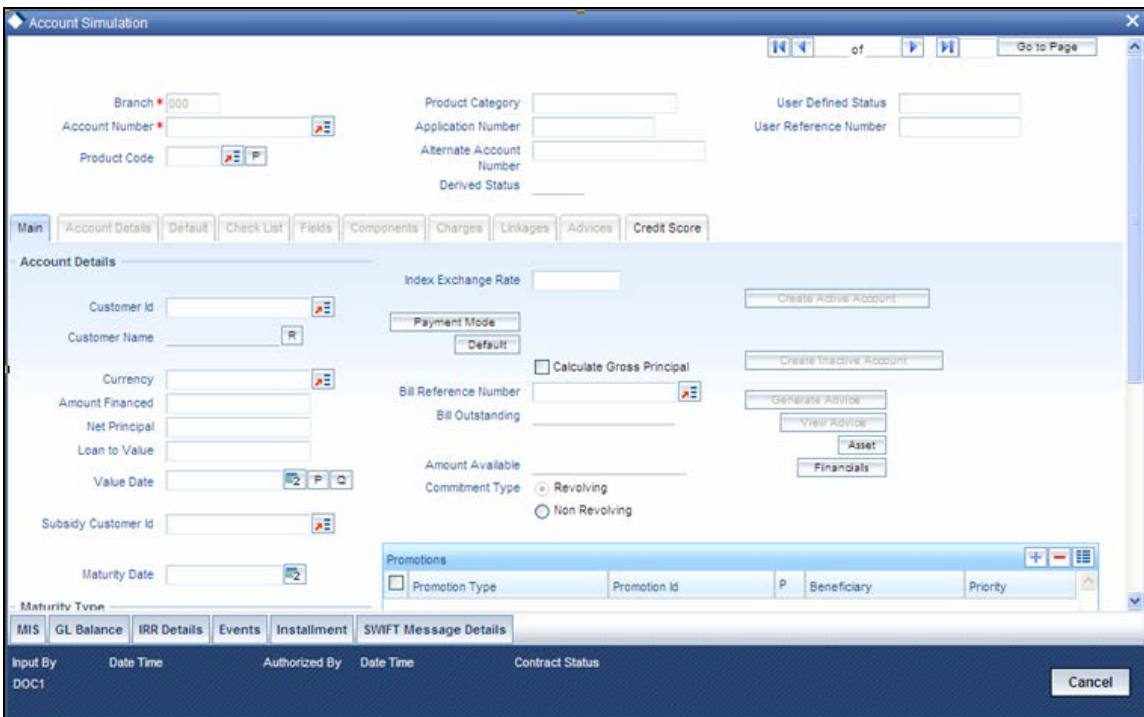 Account Simulation
of Go to Page
Branch * 000 Product Category User Defined Status
Account Number * Application Number User Reference Number
Product Code P Alternate Account
Number
Derived Status
Main Account Details Default Check List Fields Components Charges Linkages Advices Credit Score
Account Details
Index Exchange Rate
Customer Id Create Active Account
Payment Mode
Customer Name R
Default
Calculate Gross Principal Create Inactive Account
Currency
Bill Reference Number
Amount Financed Generate Advice
Bill Outstanding View Advice
Net Principal
Asset
Loan to Value
Amount Available Financials
Value Date P Q
Commitment Type Revolving
Non Revolving
Subsidy Customer Id
Promotions
Maturity Date
Promotion Type Promotion Id P Beneficiary Priority
Maturity Type
MIS GL Balance IRR Details Events Installment SWIFT Message Details
Input By Date Time Authorized By Date Time Contract Status
DOC1
Cancel